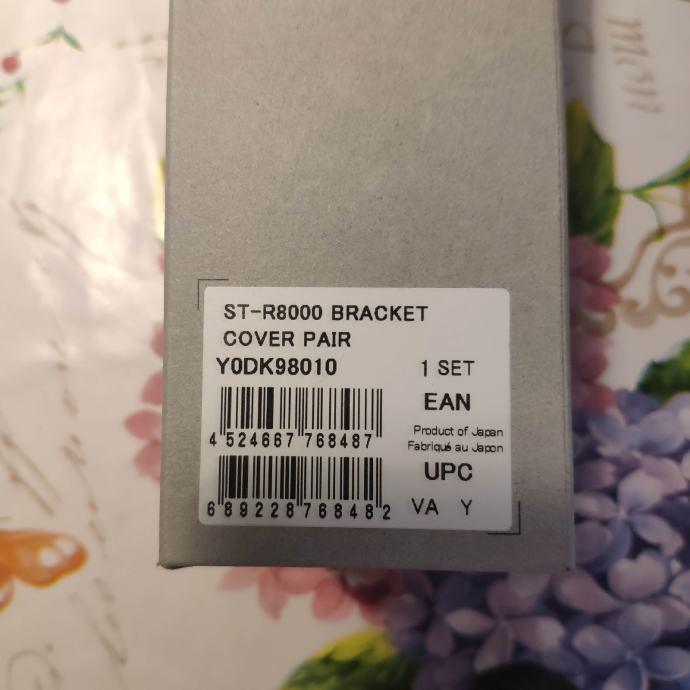 ST-R8000 BRACKET
COVER PAIR
Y0DK98010 1 SET
EAN
4 524667 768487
Product of Japan
Fabriqué au Japon
UPC
6 89228 76848 2
VA Y